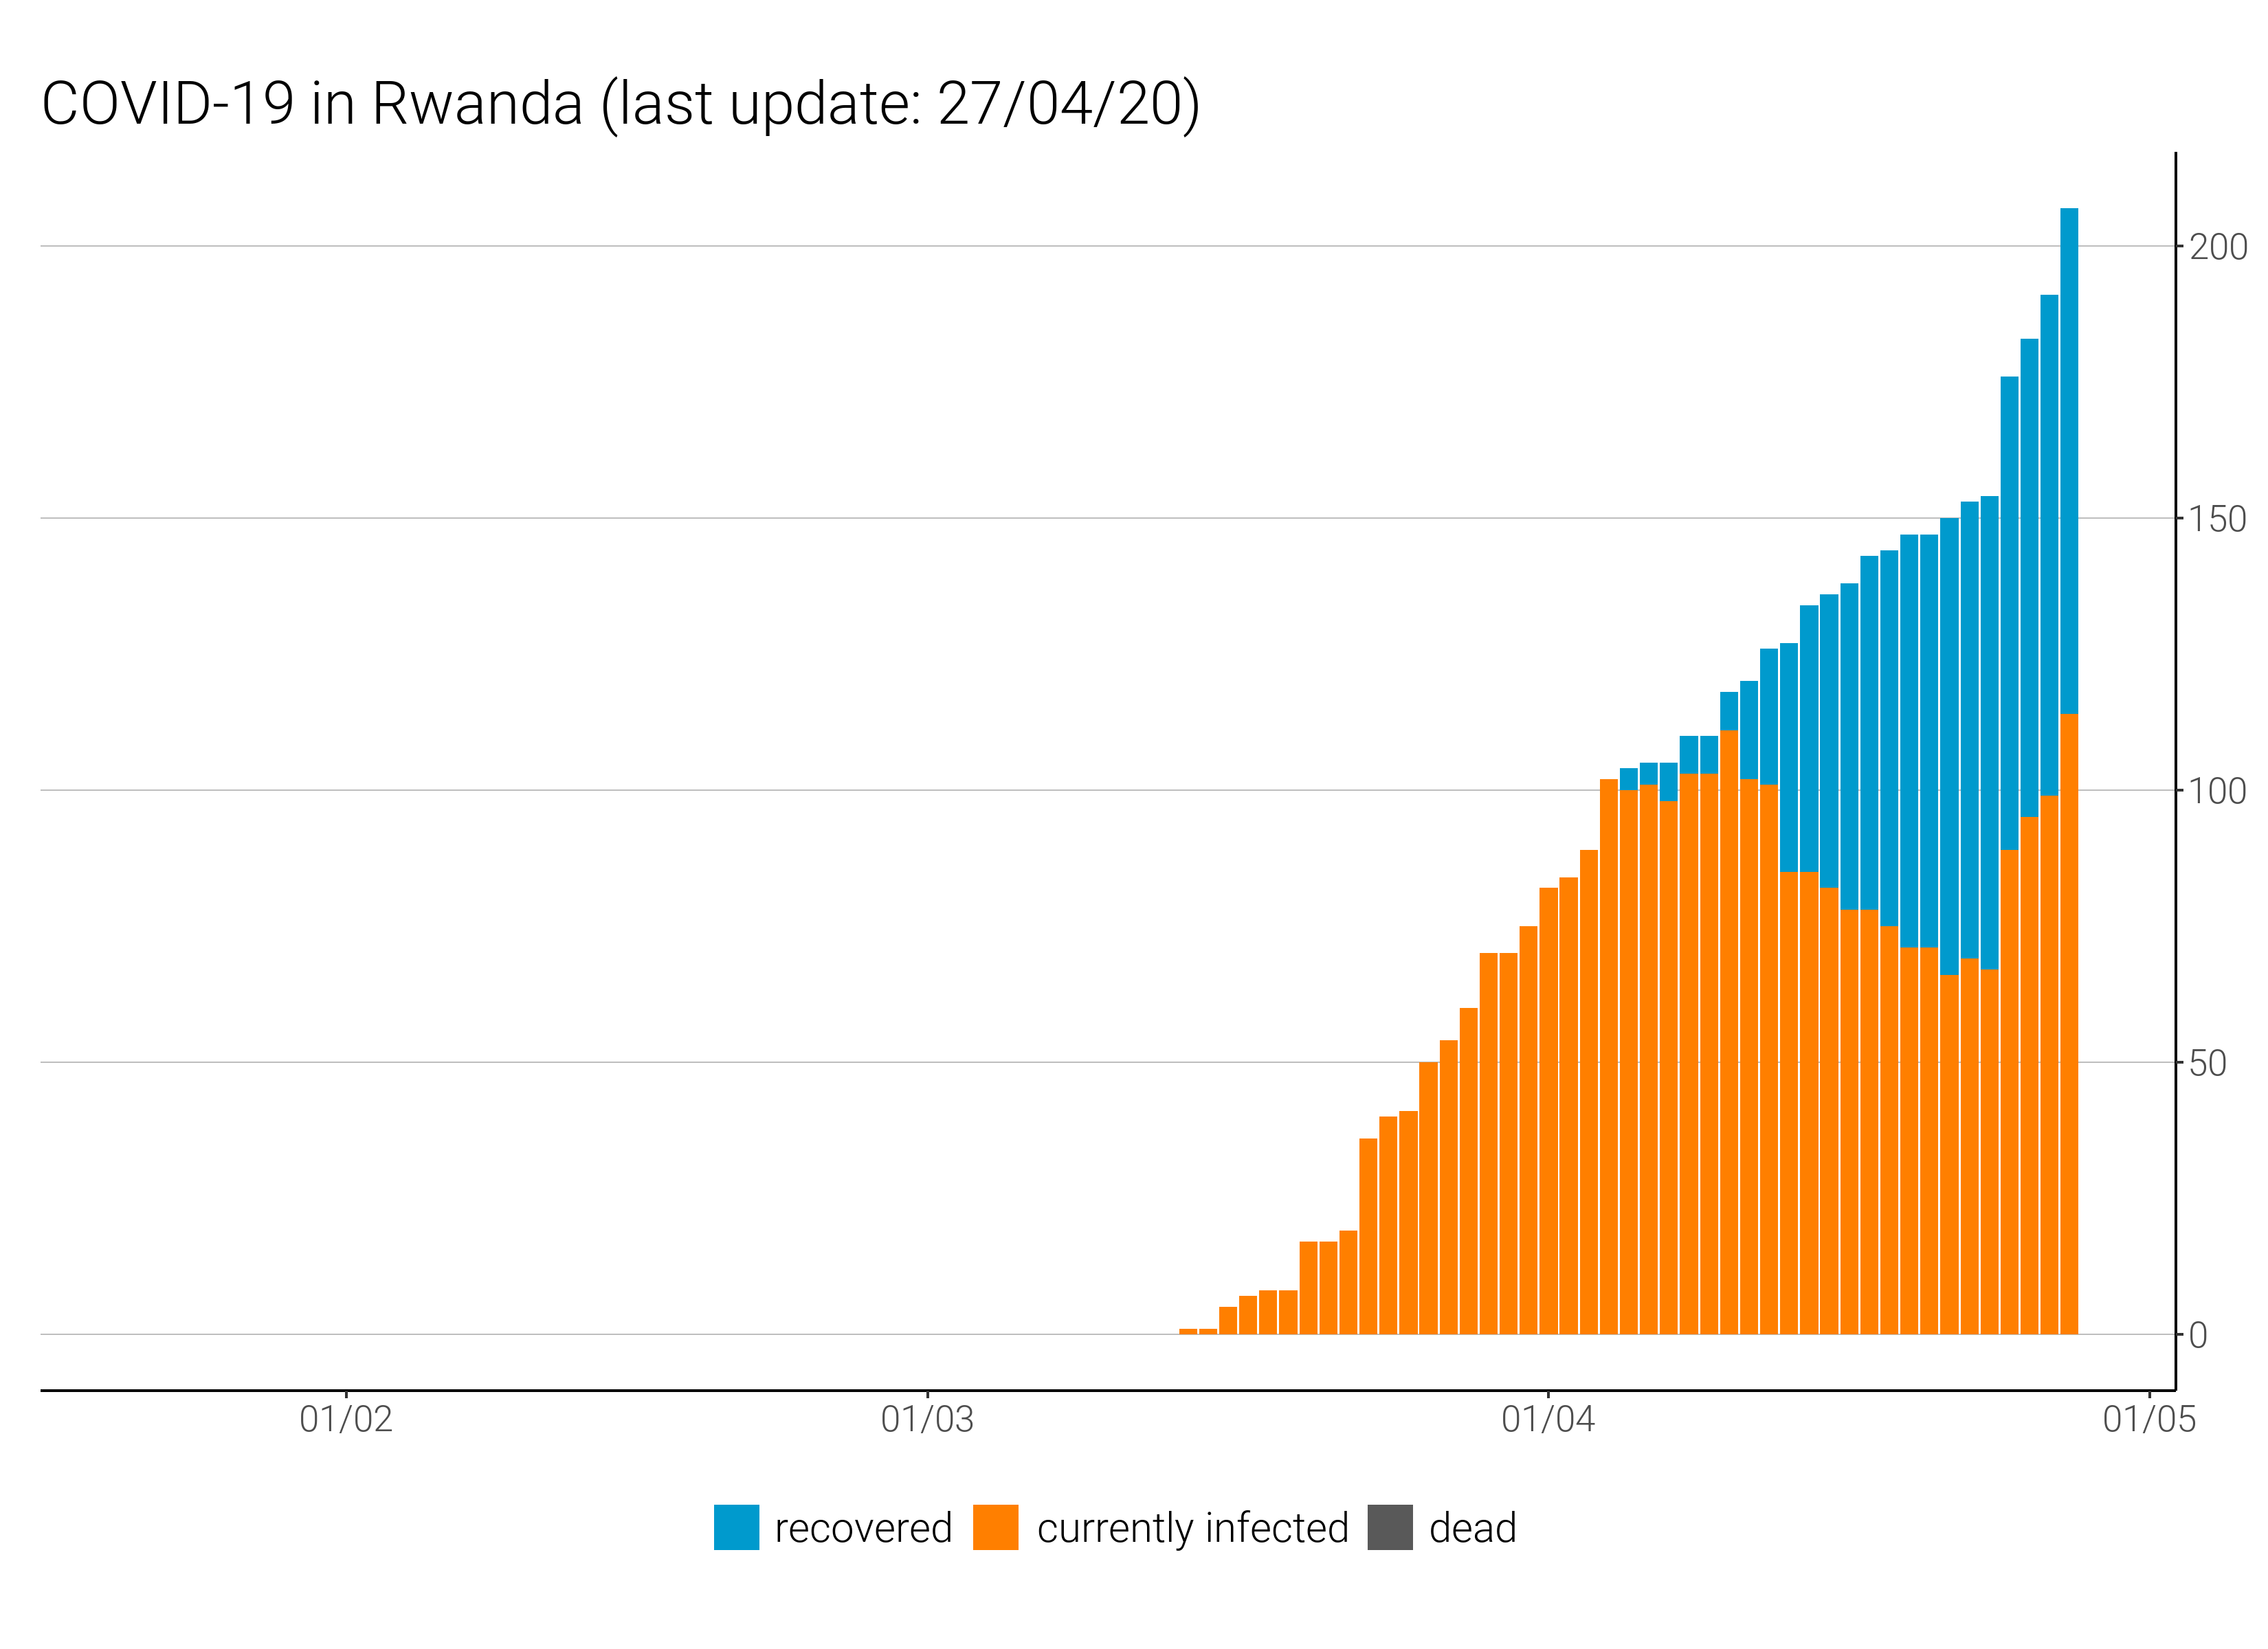 COVID-19 in Rwanda (last update: 27/04/20)
200
150
100
50
0
01/02 01/03 01/04 01/05
recovered currently infected dead